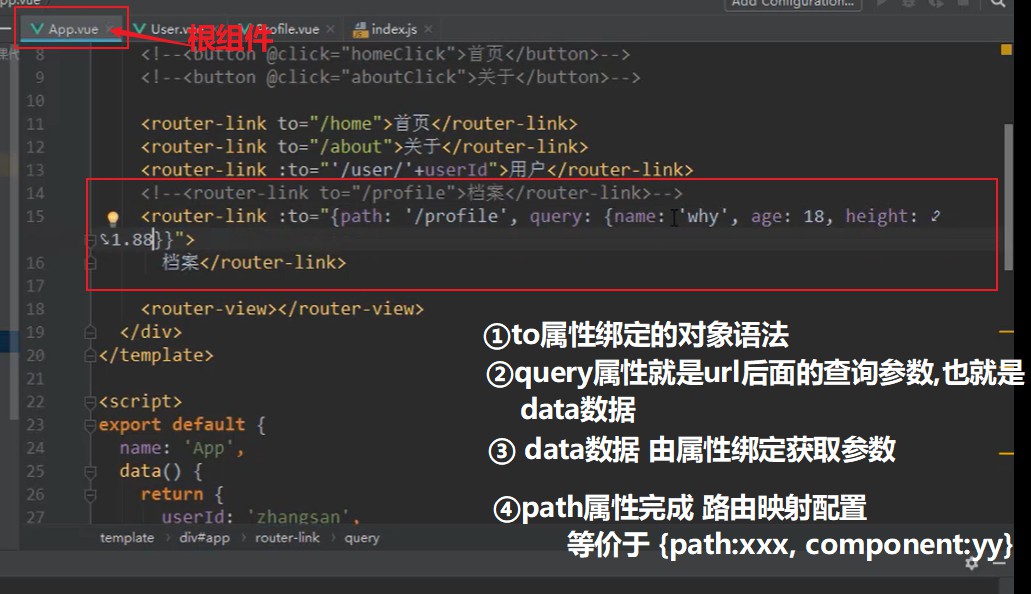 Add Configuration...
App.vue
User.vue
Profile.vue
index.js
根组件
8 <!--<button @click="homeClick">首页</button>-->
9 <!--<button @click="aboutClick">关于</button>-->
10
11 <router-link to="/home">首页</router-link>
12 <router-link to="/about">关于</router-link>
13 <router-link :to="'/user/'+userId">用户</router-link>
14 <!--<router-link to="/profile">档案</router-link>-->
15 <router-link :to="{path: '/profile', query: {name: 'why', age: 18, height:
1.88}}">
16 档案</router-link>
17
18 <router-view></router-view>
19 </div>
20 </template>
21
22 <script>
23 export default {
24 name: 'App',
25 data() {
26 return {
27 userId: 'zhangsan',
①to属性绑定的对象语法
②query属性就是url后面的查询参数,也就是
data数据
③ data数据 由属性绑定获取参数
④path属性完成 路由映射配置
等价于 {path:xxx, component:yy}
template › div#app › router-link › query